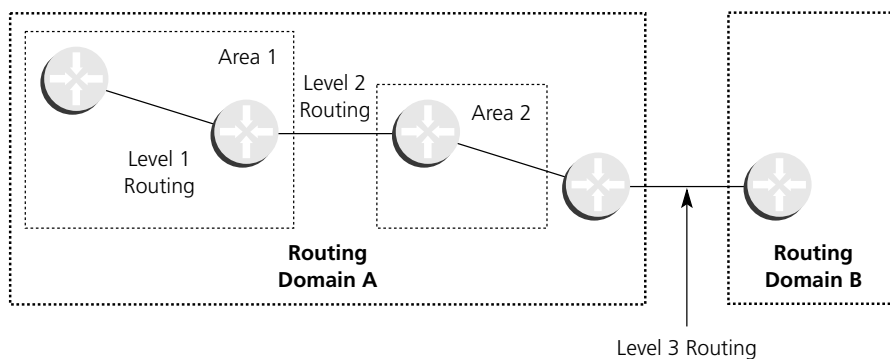 Area 1
Level 2
Routing
Area 2
Level 1
Routing
Routing
Domain A
Routing
Domain B
Level 3 Routing